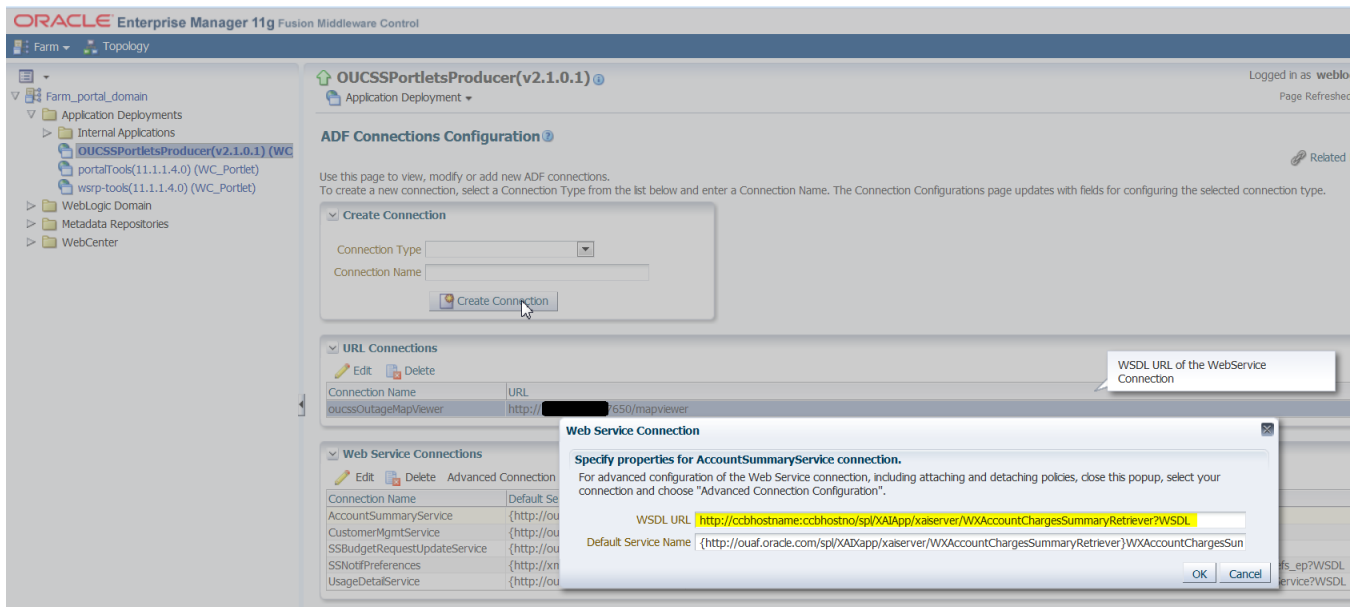 ORACLE Enterprise Manager 11g Fusion Middleware Control
Farm Topology
OUCSSPortletsProducer(v2.1.0.1)
Logged in as weblo
Application Deployment
Page Refreshed
Farm_portal_domain
Application Deployments
Internal Applications
OUCSSPortletsProducer(v2.1.0.1) (WC
portalTools(11.1.1.4.0) (WC_Portlet)
wsrp-tools(11.1.1.4.0) (WC_Portlet)
WebLogic Domain
Metadata Repositories
WebCenter
ADF Connections Configuration
Related
Use this page to view, modify or add new ADF connections.
To create a new connection, select a Connection Type from the list below and enter a Connection Name. The Connection Configurations page updates with fields for configuring the selected connection type.
Create Connection
Connection Type
Connection Name
Create Connection
URL Connections
Edit Delete
Connection Name URL
oucssOutageMapViewer http:// 7650/mapviewer
WSDL URL of the WebService
Connection
Web Service Connections
Edit Delete Advanced Connection
Connection Name Default Se
AccountSummaryService {http://ou
CustomerMgmtService {http://ou
SSBudgetRequestUpdateService {http://ou
SSNotifPreferences {http://xn efs_ep?WSDL
UsageDetailService {http://ou ervice?WSDL
Web Service Connection
Specify properties for AccountSummaryService connection.
For advanced configuration of the Web Service connection, including attaching and detaching policies, close this popup, select your
connection and choose "Advanced Connection Configuration".
WSDL URL http://ccbhostname:ccbhostno/spl/XAIApp/xaiserver/WXAccountChargesSummaryRetriever?WSDL
Default Service Name {http://ouaf.oracle.com/spl/XAIXapp/xaiserver/WXAccountChargesSummaryRetriever}WXAccountChargesSun
OK Cancel